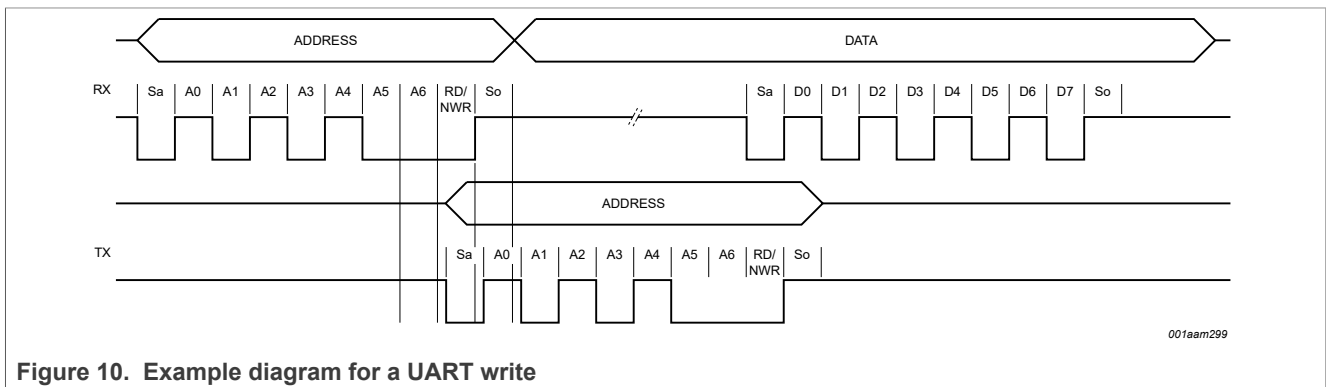 ADDRESS DATA
RX Sa A0 A1 A2 A3 A4 A5 A6 RD/ So Sa D0 D1 D2 D3 D4 D5 D6 D7 So
NWR
ADDRESS
TX Sa A0 A1 A2 A3 A4 A5 A6 RD/ So
NWR
001aam299
Figure 10. Example diagram for a UART write